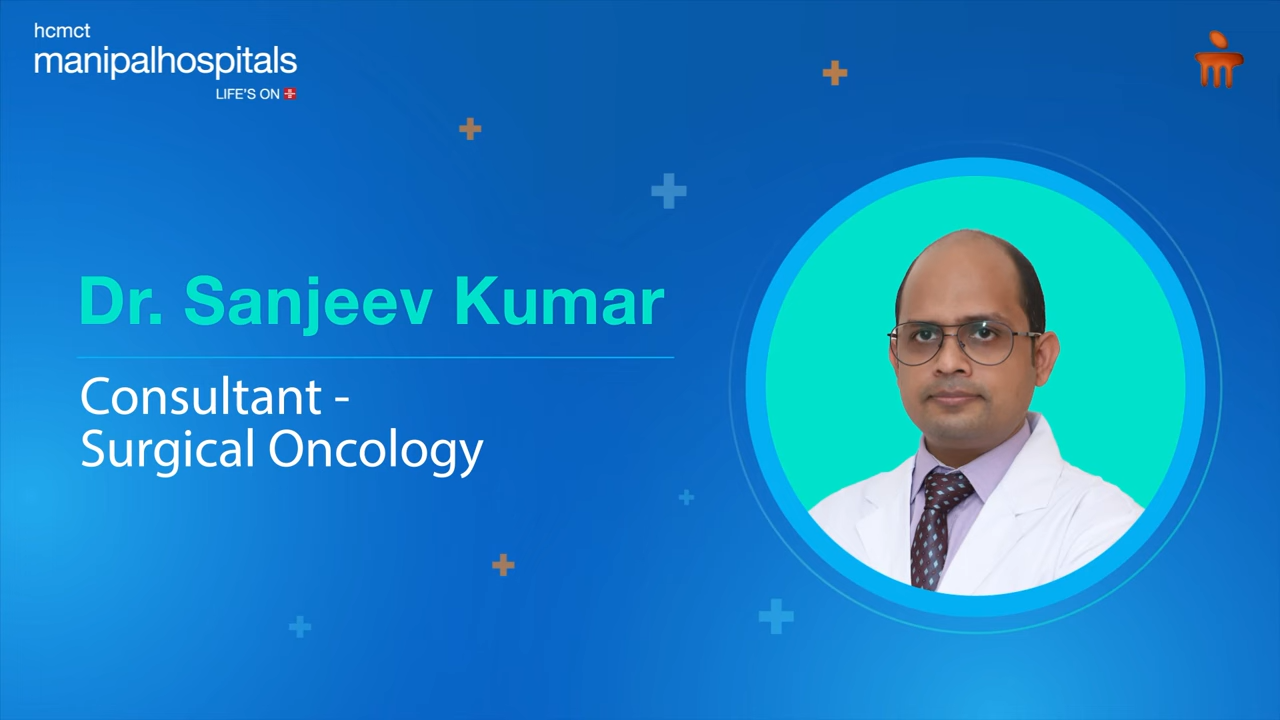 hcmct
manipalhospitals
LIFE'S ON
Dr. Sanjeev Kumar
Consultant -
Surgical Oncology